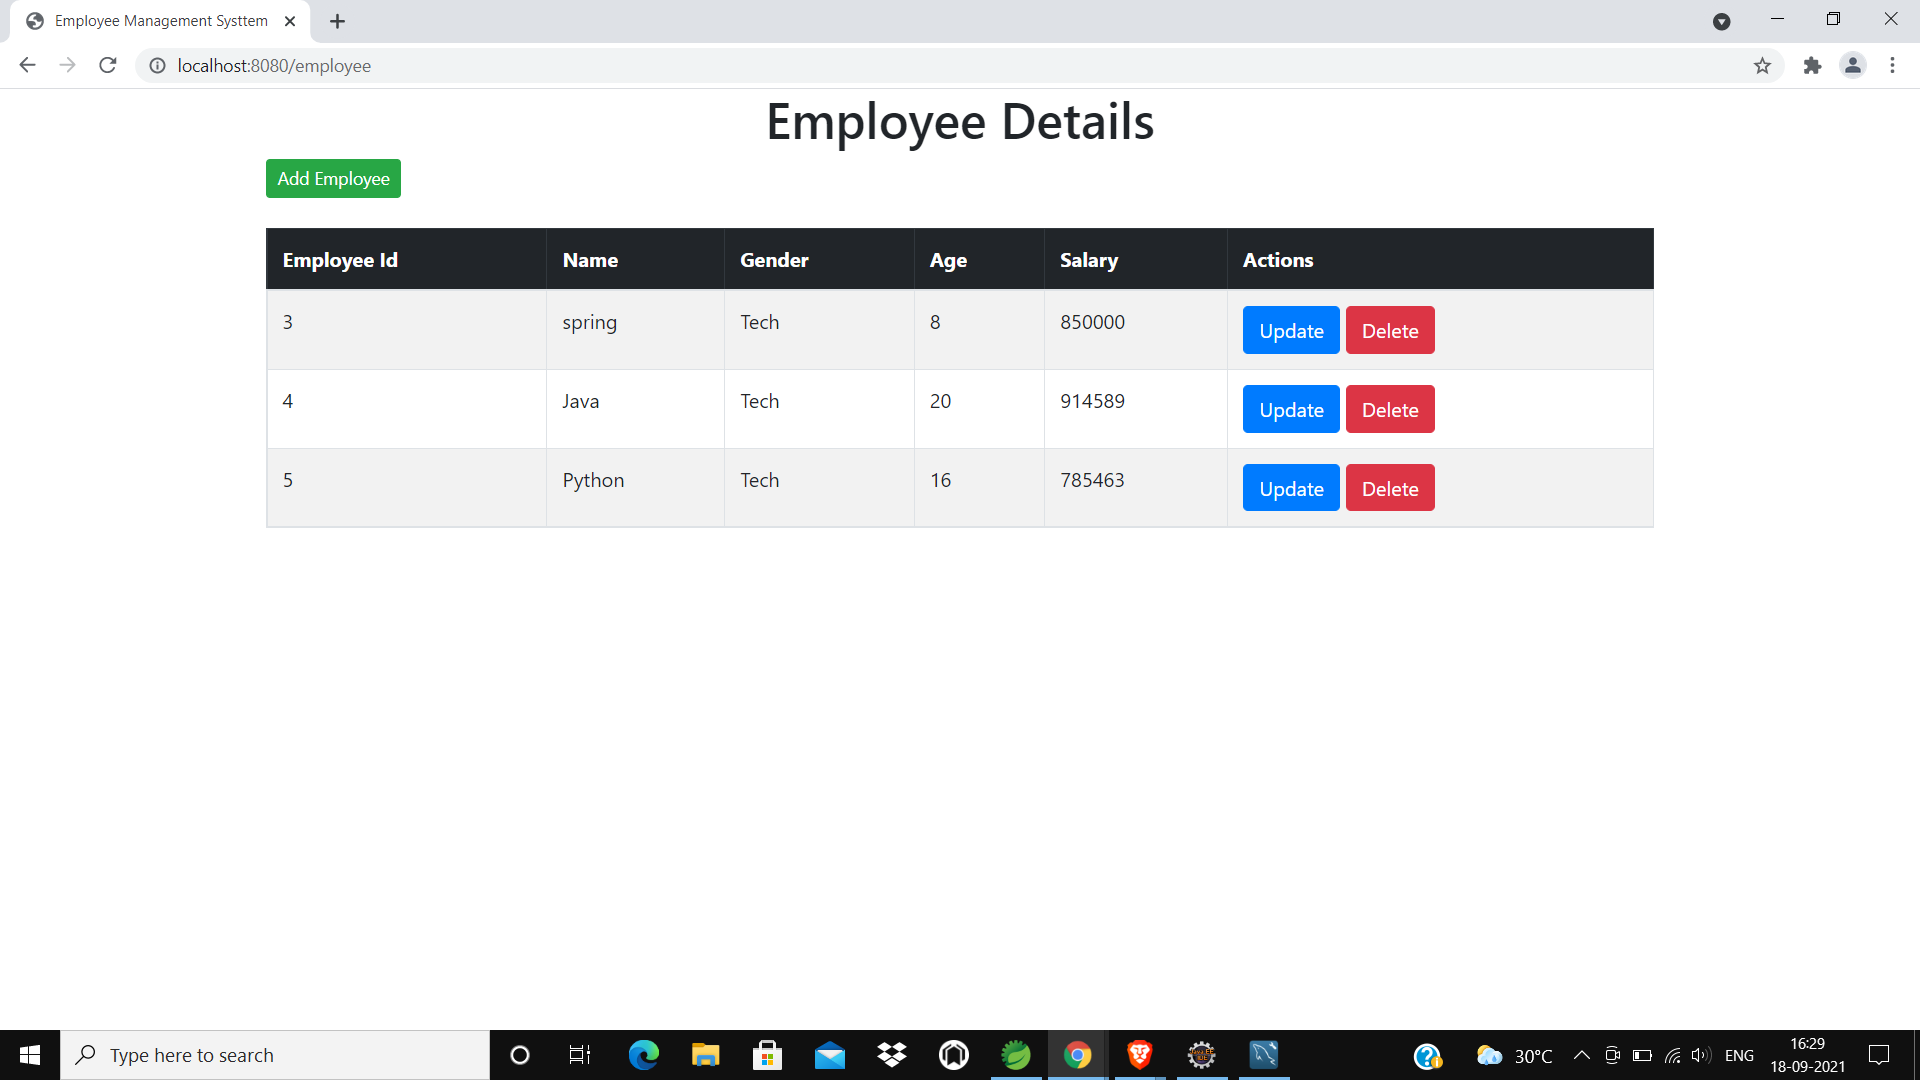 Employee Management Systtem
localhost:8080/employee
Employee Details
Add Employee
Employee Id Name Gender Age Salary Actions
3 spring Tech 8 850000 Update Delete
4 Java Tech 20 914589 Update Delete
5 Python Tech 16 785463 Update Delete
Type here to search
30°C ENG
16:29
18-09-2021